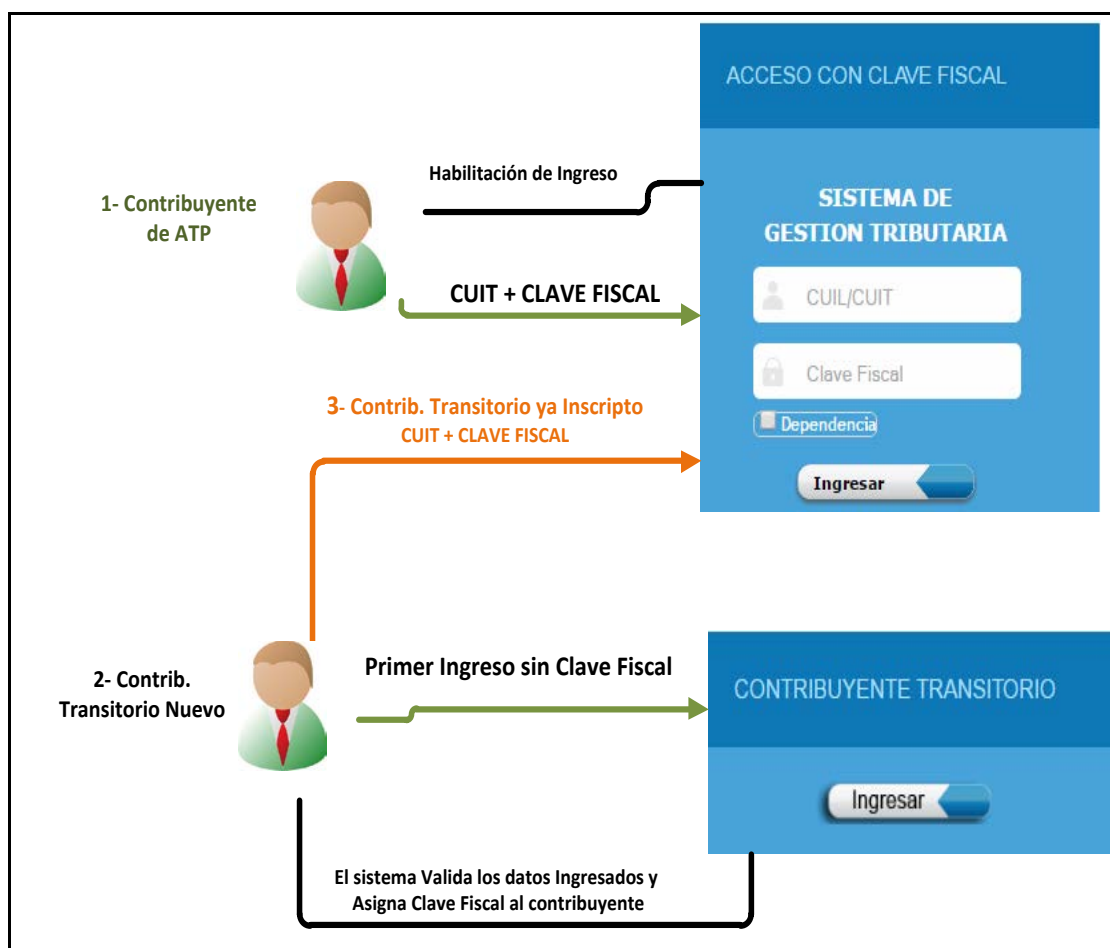 ACCESO CON CLAVE FISCAL
Habilitación de Ingreso
1- Contribuyente
de ATP
SISTEMA DE
GESTION TRIBUTARIA
CUIT + CLAVE FISCAL
CUIL/CUIT
Clave Fiscal
3- Contrib. Transitorio ya Inscripto
CUIT + CLAVE FISCAL
Dependencia
Ingresar
Primer Ingreso sin Clave Fiscal
2- Contrib.
Transitorio Nuevo
CONTRIBUYENTE TRANSITORIO
Ingresar
El sistema Valida los datos Ingresados y
Asigna Clave Fiscal al contribuyente